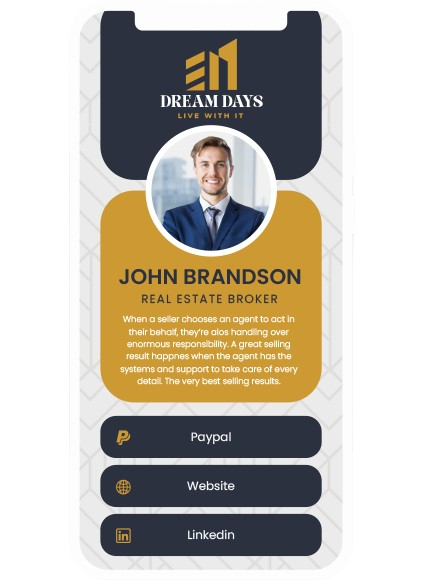 DREAM DAYS
LIVE WITH IT
JOHN BRANDSON
REAL ESTATE BROKER
When a seller chooses an agent to act in
their behalf, they're alos handling over
enormous responsibility. A great selling
result happnes when the agent has the
systems and support to take care of every
detail. The very best selling results.
Paypal
Website
Linkedin